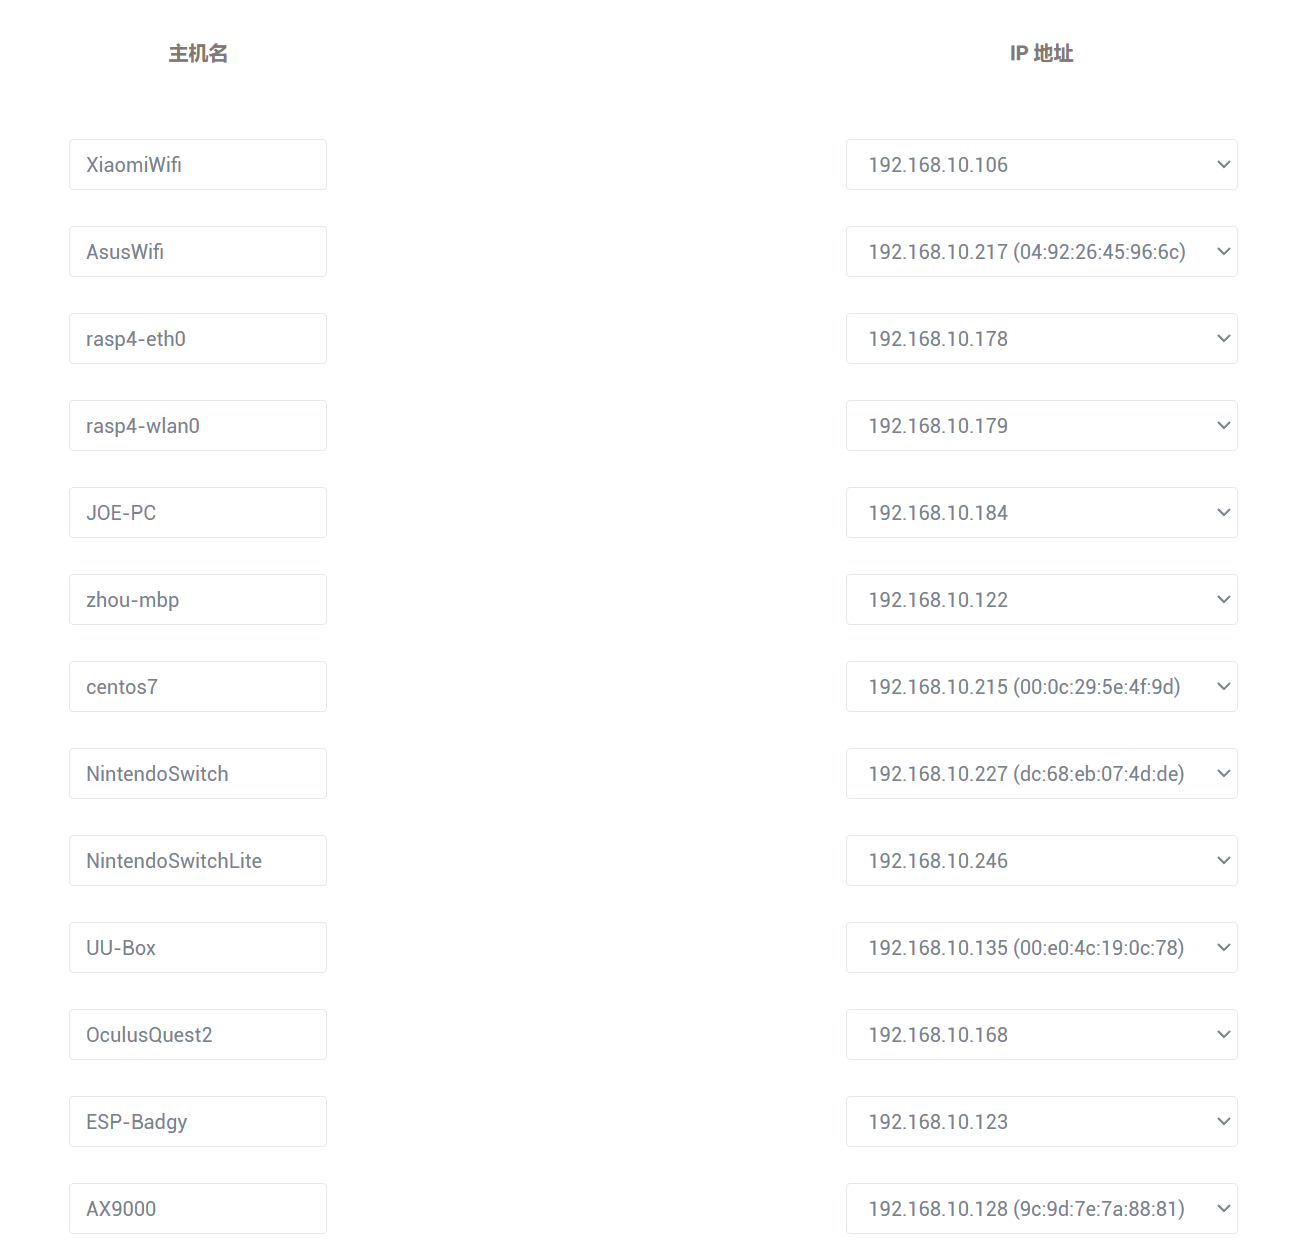 主机名 IP 地址
XiaomiWifi 192.168.10.106
AsusWifi 192.168.10.217 (04:92:26:45:96:6c)
rasp4-eth0 192.168.10.178
rasp4-wlan0 192.168.10.179
JOE-PC 192.168.10.184
zhou-mbp 192.168.10.122
centos7 192.168.10.215 (00:0c:29:5e:4f:9d)
NintendoSwitch 192.168.10.227 (dc:68:eb:07:4d:de)
NintendoSwitchLite 192.168.10.246
UU-Box 192.168.10.135 (00:e0:4c:19:0c:78)
OculusQuest2 192.168.10.168
ESP-Badgy 192.168.10.123
AX9000 192.168.10.128 (9c:9d:7e:7a:88:81)